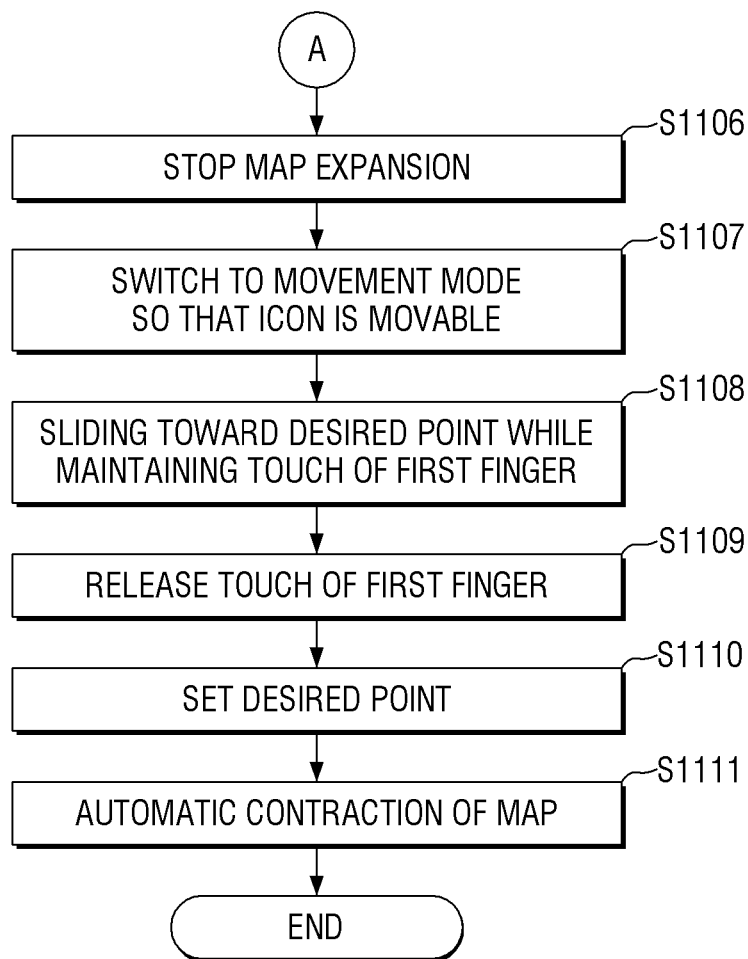 A
S1106
STOP MAP EXPANSION
S1107
SWITCH TO MOVEMENT MODE
SO THAT ICON IS MOVABLE
S1108
SLIDING TOWARD DESIRED POINT WHILE
MAINTAINING TOUCH OF FIRST FINGER
S1109
RELEASE TOUCH OF FIRST FINGER
S1110
SET DESIRED POINT
S1111
AUTOMATIC CONTRACTION OF MAP
END